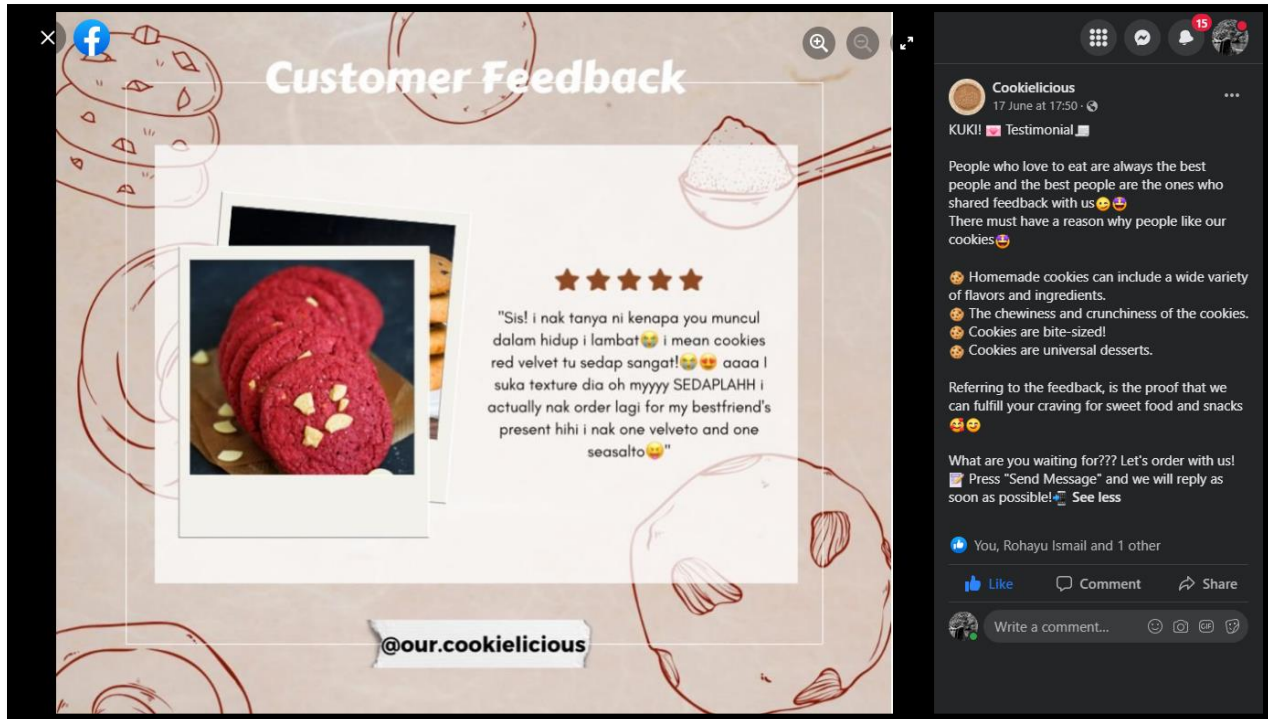 Customer Feedback
"Sis! i nak tanya ni kenapa you muncul
dalam hidup i lambat😭 i mean cookies
red velvet tu sedap sangat!😭😍 aaaa I
suka texture dia oh myyyy SEDAPLAHH i
actually nak order lagi for my bestfriend's
present hihi i nak one velveto and one
seasalto😝"
@our.cookielicious
15
Cookielicious
17 June at 17:50 ·
KUKI! 💌 Testimonial📃
People who love to eat are always the best
people and the best people are the ones who
shared feedback with us😋🤩
There must have a reason why people like our
cookies🤩
🍪 Homemade cookies can include a wide variety
of flavors and ingredients.
🍪 The chewiness and crunchiness of the cookies.
🍪 Cookies are bite-sized!
🍪 Cookies are universal desserts.
Referring to the feedback, is the proof that we
can fulfill your craving for sweet food and snacks
🥰😋
What are you waiting for??? Let's order with us!
📝 Press "Send Message" and we will reply as
soon as possible!📲 See less
You, Rohayu Ismail and 1 other
Like Comment Share
Write a comment...
GIF